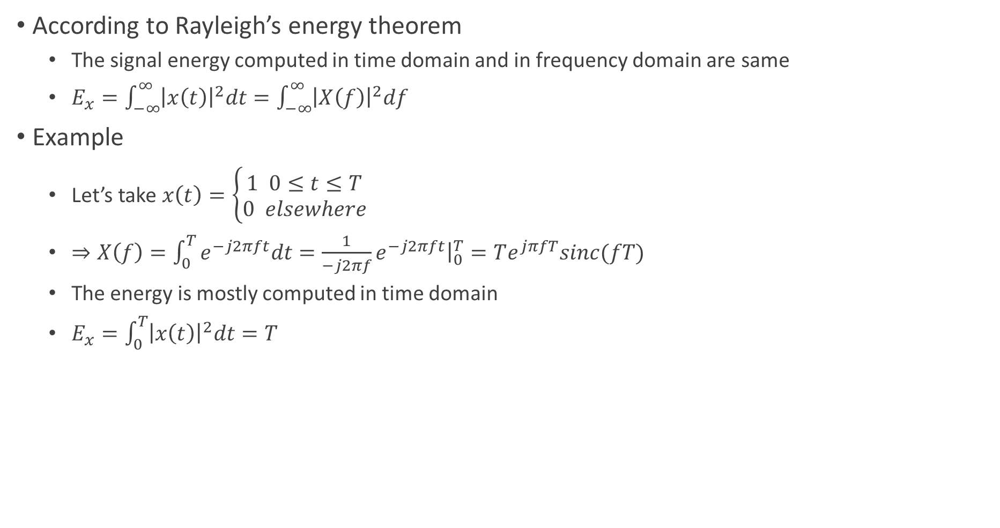 • According to Rayleigh’s energy theorem
• The signal energy computed in time domain and in frequency domain are same
• $E_x = \int_{-\infty}^{\infty} |x(t)|^2 dt = \int_{-\infty}^{\infty} |X(f)|^2 df$
• Example
• Let’s take $x(t) = \begin{cases} 1 & 0 \leq t \leq T \\ 0 & elsewhere \end{cases}$
• $\Rightarrow X(f) = \int_0^T e^{-j2\pi ft} dt = \frac{1}{-j2\pi f} e^{-j2\pi ft} |_0^T = Te^{j\pi fT} sinc(fT)$
• The energy is mostly computed in time domain
• $E_x = \int_0^T |x(t)|^2 dt = T$